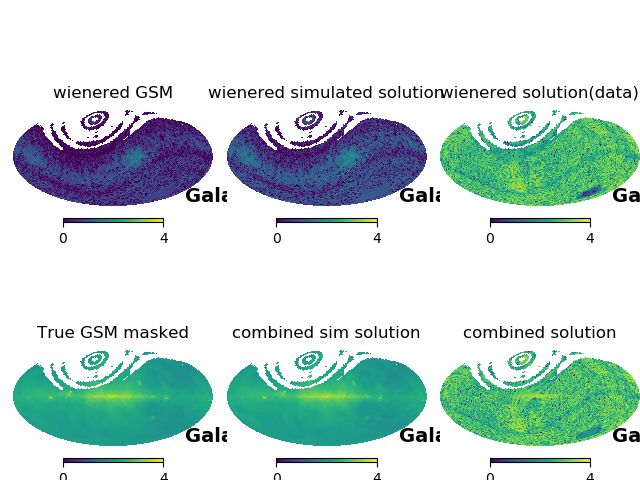 wienered GSM
wienered simulated solution
wienered solution(data)
Gala
Gala
Ga
0 4
0 4
0 4
True GSM masked
combined sim solution
combined solution
Gala
Gala
Ga
0 4
0 4
0 4